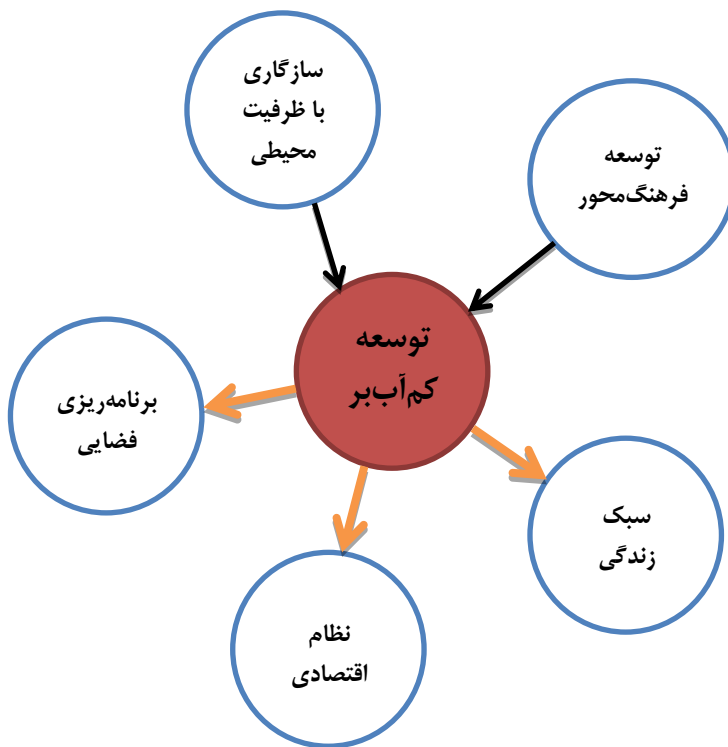 سازگاری
با ظرفیت
محیطی
توسعه
فرهنگ‌محور
توسعه
کم‌آب‌بر
برنامه‌ریزی
فضایی
سبک
زندگی
نظام
اقتصادی